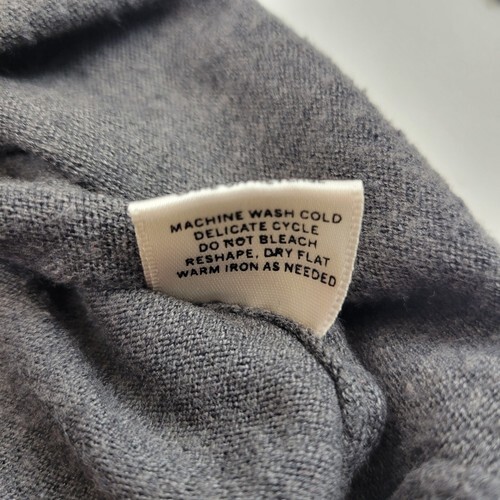 MACHINE WASH COLD
DELICATE CYCLE
DO NOT BLEACH
RESHAPE, DRY FLAT
WARM IRON AS NEEDED